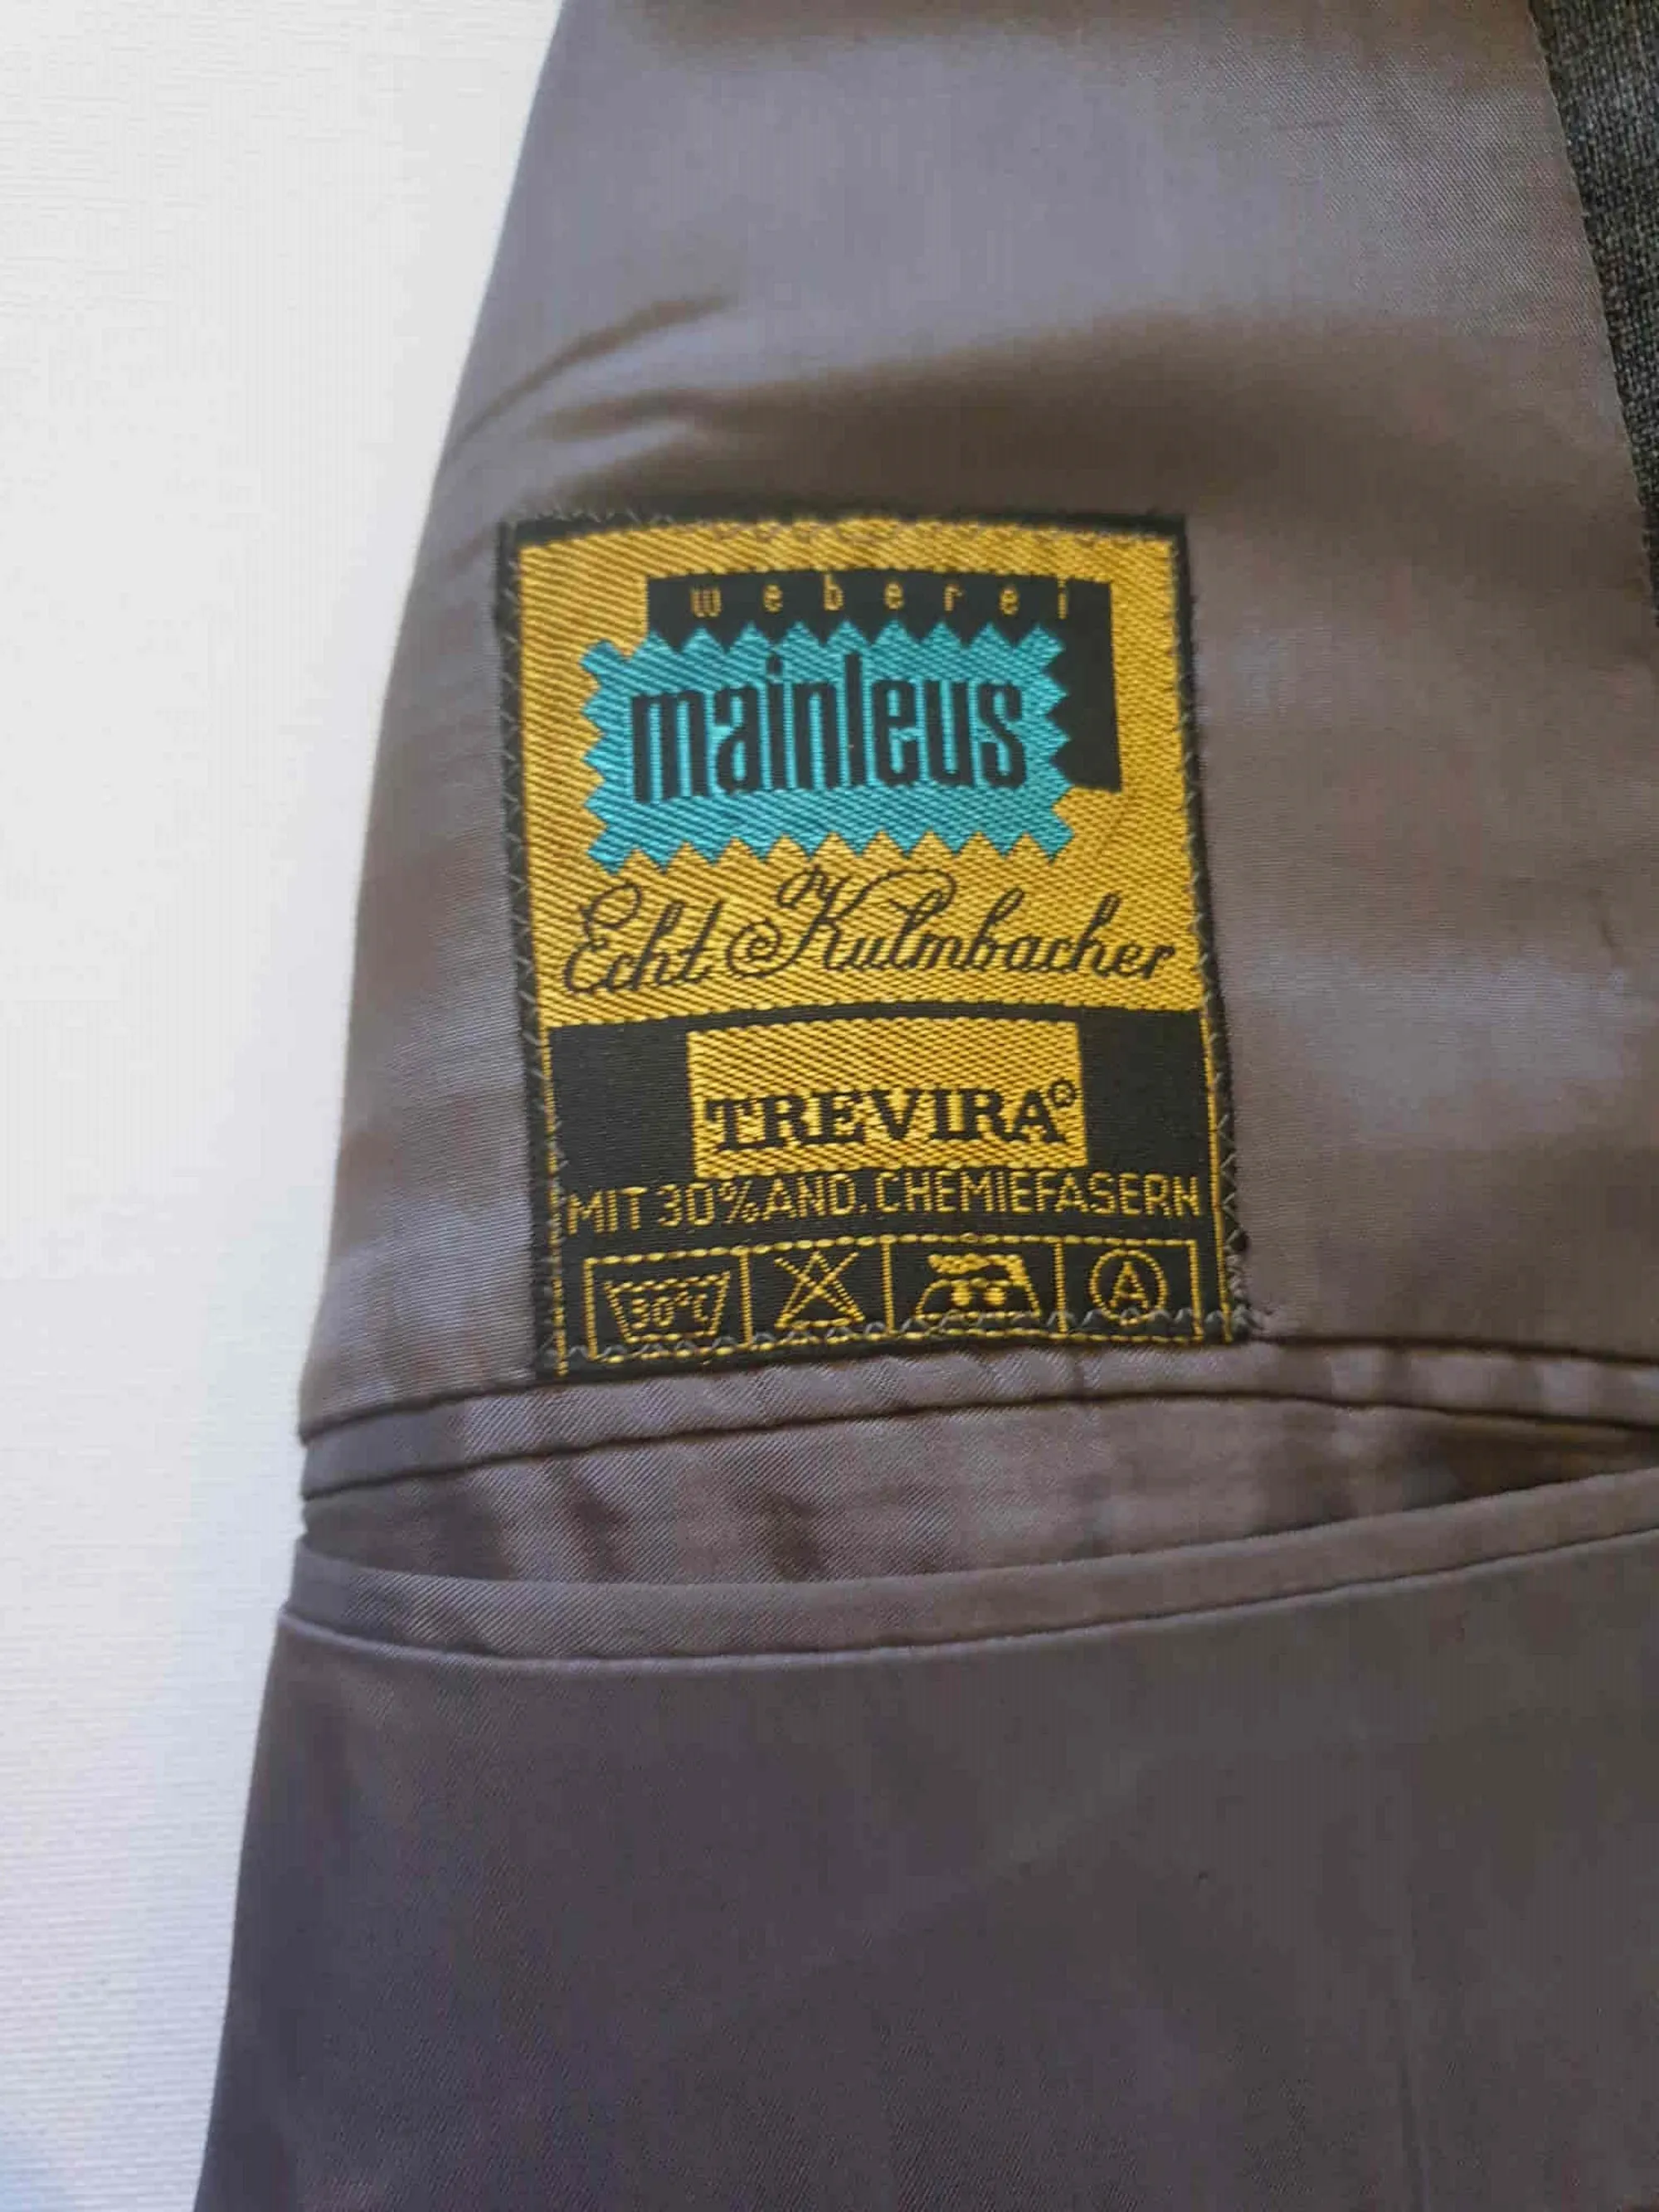 weberei
mainleus
Echt Kulmbacher
TREVIRA®
MIT 30% AND. CHEMIEFASERN
30°C A